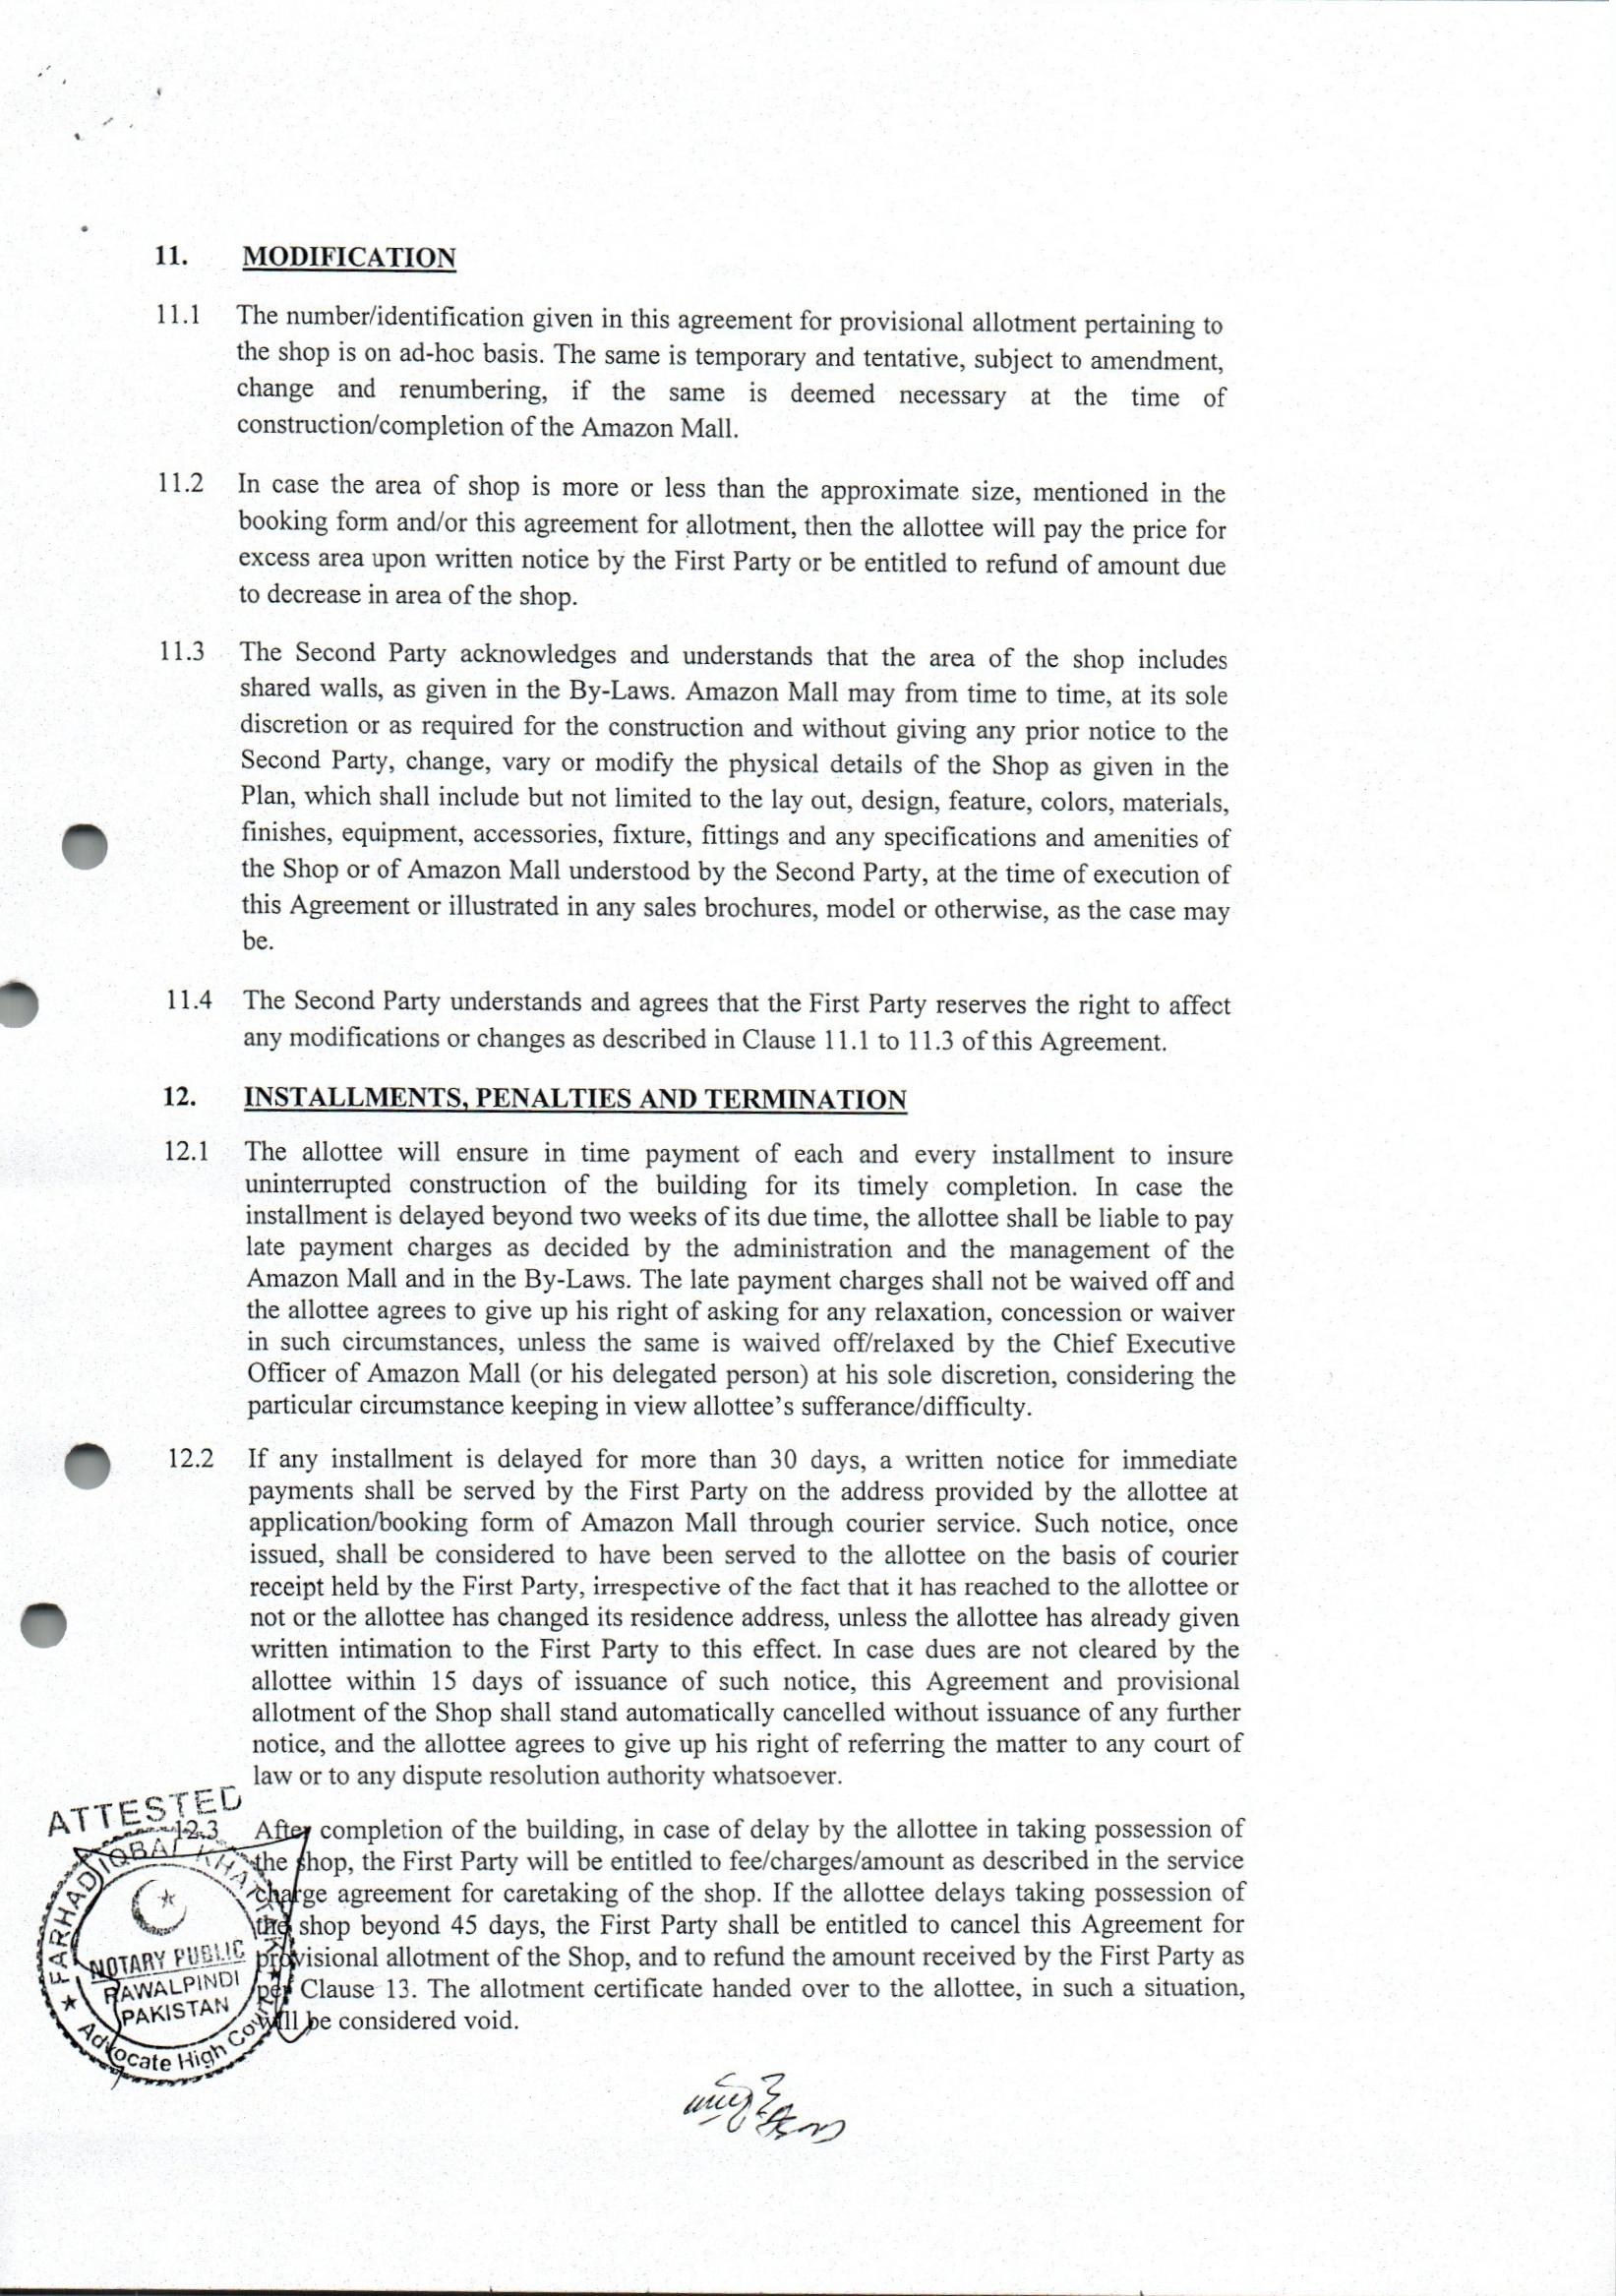 11. MODIFICATION
11.1 The number/identification given in this agreement for provisional allotment pertaining to
the shop is on ad-hoc basis. The same is temporary and tentative, subject to amendment,
change and renumbering, if the same is deemed necessary at the time of
construction/completion of the Amazon Mall.
11.2 In case the area of shop is more or less than the approximate size, mentioned in the
booking form and/or this agreement for allotment, then the allottee will pay the price for
excess area upon written notice by the First Party or be entitled to refund of amount due
to decrease in area of the shop.
11.3 The Second Party acknowledges and understands that the area of the shop includes
shared walls, as given in the By-Laws. Amazon Mall may from time to time, at its sole
discretion or as required for the construction and without giving any prior notice to the
Second Party, change, vary or modify the physical details of the Shop as given in the
Plan, which shall include but not limited to the lay out, design, feature, colors, materials,
finishes, equipment, accessories, fixture, fittings and any specifications and amenities of
the Shop or of Amazon Mall understood by the Second Party, at the time of execution of
this Agreement or illustrated in any sales brochures, model or otherwise, as the case may
be.
11.4 The Second Party understands and agrees that the First Party reserves the right to affect
any modifications or changes as described in Clause 11.1 to 11.3 of this Agreement.
12. INSTALLMENTS, PENALTIES AND TERMINATION
12.1 The allottee will ensure in time payment of each and every installment to insure
uninterrupted construction of the building for its timely completion. In case the
installment is delayed beyond two weeks of its due time, the allottee shall be liable to pay
late payment charges as decided by the administration and the management of the
Amazon Mall and in the By-Laws. The late payment charges shall not be waived off and
the allottee agrees to give up his right of asking for any relaxation, concession or waiver
in such circumstances, unless the same is waived off/relaxed by the Chief Executive
Officer of Amazon Mall (or his delegated person) at his sole discretion, considering the
particular circumstance keeping in view allottee's sufferance/difficulty.
12.2 If any installment is delayed for more than 30 days, a written notice for immediate
payments shall be served by the First Party on the address provided by the allottee at
application/booking form of Amazon Mall through courier service. Such notice, once
issued, shall be considered to have been served to the allottee on the basis of courier
receipt held by the First Party, irrespective of the fact that it has reached to the allottee or
not or the allottee has changed its residence address, unless the allottee has already given
written intimation to the First Party to this effect. In case dues are not cleared by the
allottee within 15 days of issuance of such notice, this Agreement and provisional
allotment of the Shop shall stand automatically cancelled without issuance of any further
notice, and the allottee agrees to give up his right of referring the matter to any court of
law or to any dispute resolution authority whatsoever.
12.3 After completion of the building, in case of delay by the allottee in taking possession of
the shop, the First Party will be entitled to fee/charges/amount as described in the service
charge agreement for caretaking of the shop. If the allottee delays taking possession of
the shop beyond 45 days, the First Party shall be entitled to cancel this Agreement for
provisional allotment of the Shop, and to refund the amount received by the First Party as
per Clause 13. The allotment certificate handed over to the allottee, in such a situation,
will be considered void.
ATTESTED
FARHAD IQBAL KHATTAK
NOTARY PUBLIC
RAWALPINDI
PAKISTAN
Advocate High Court